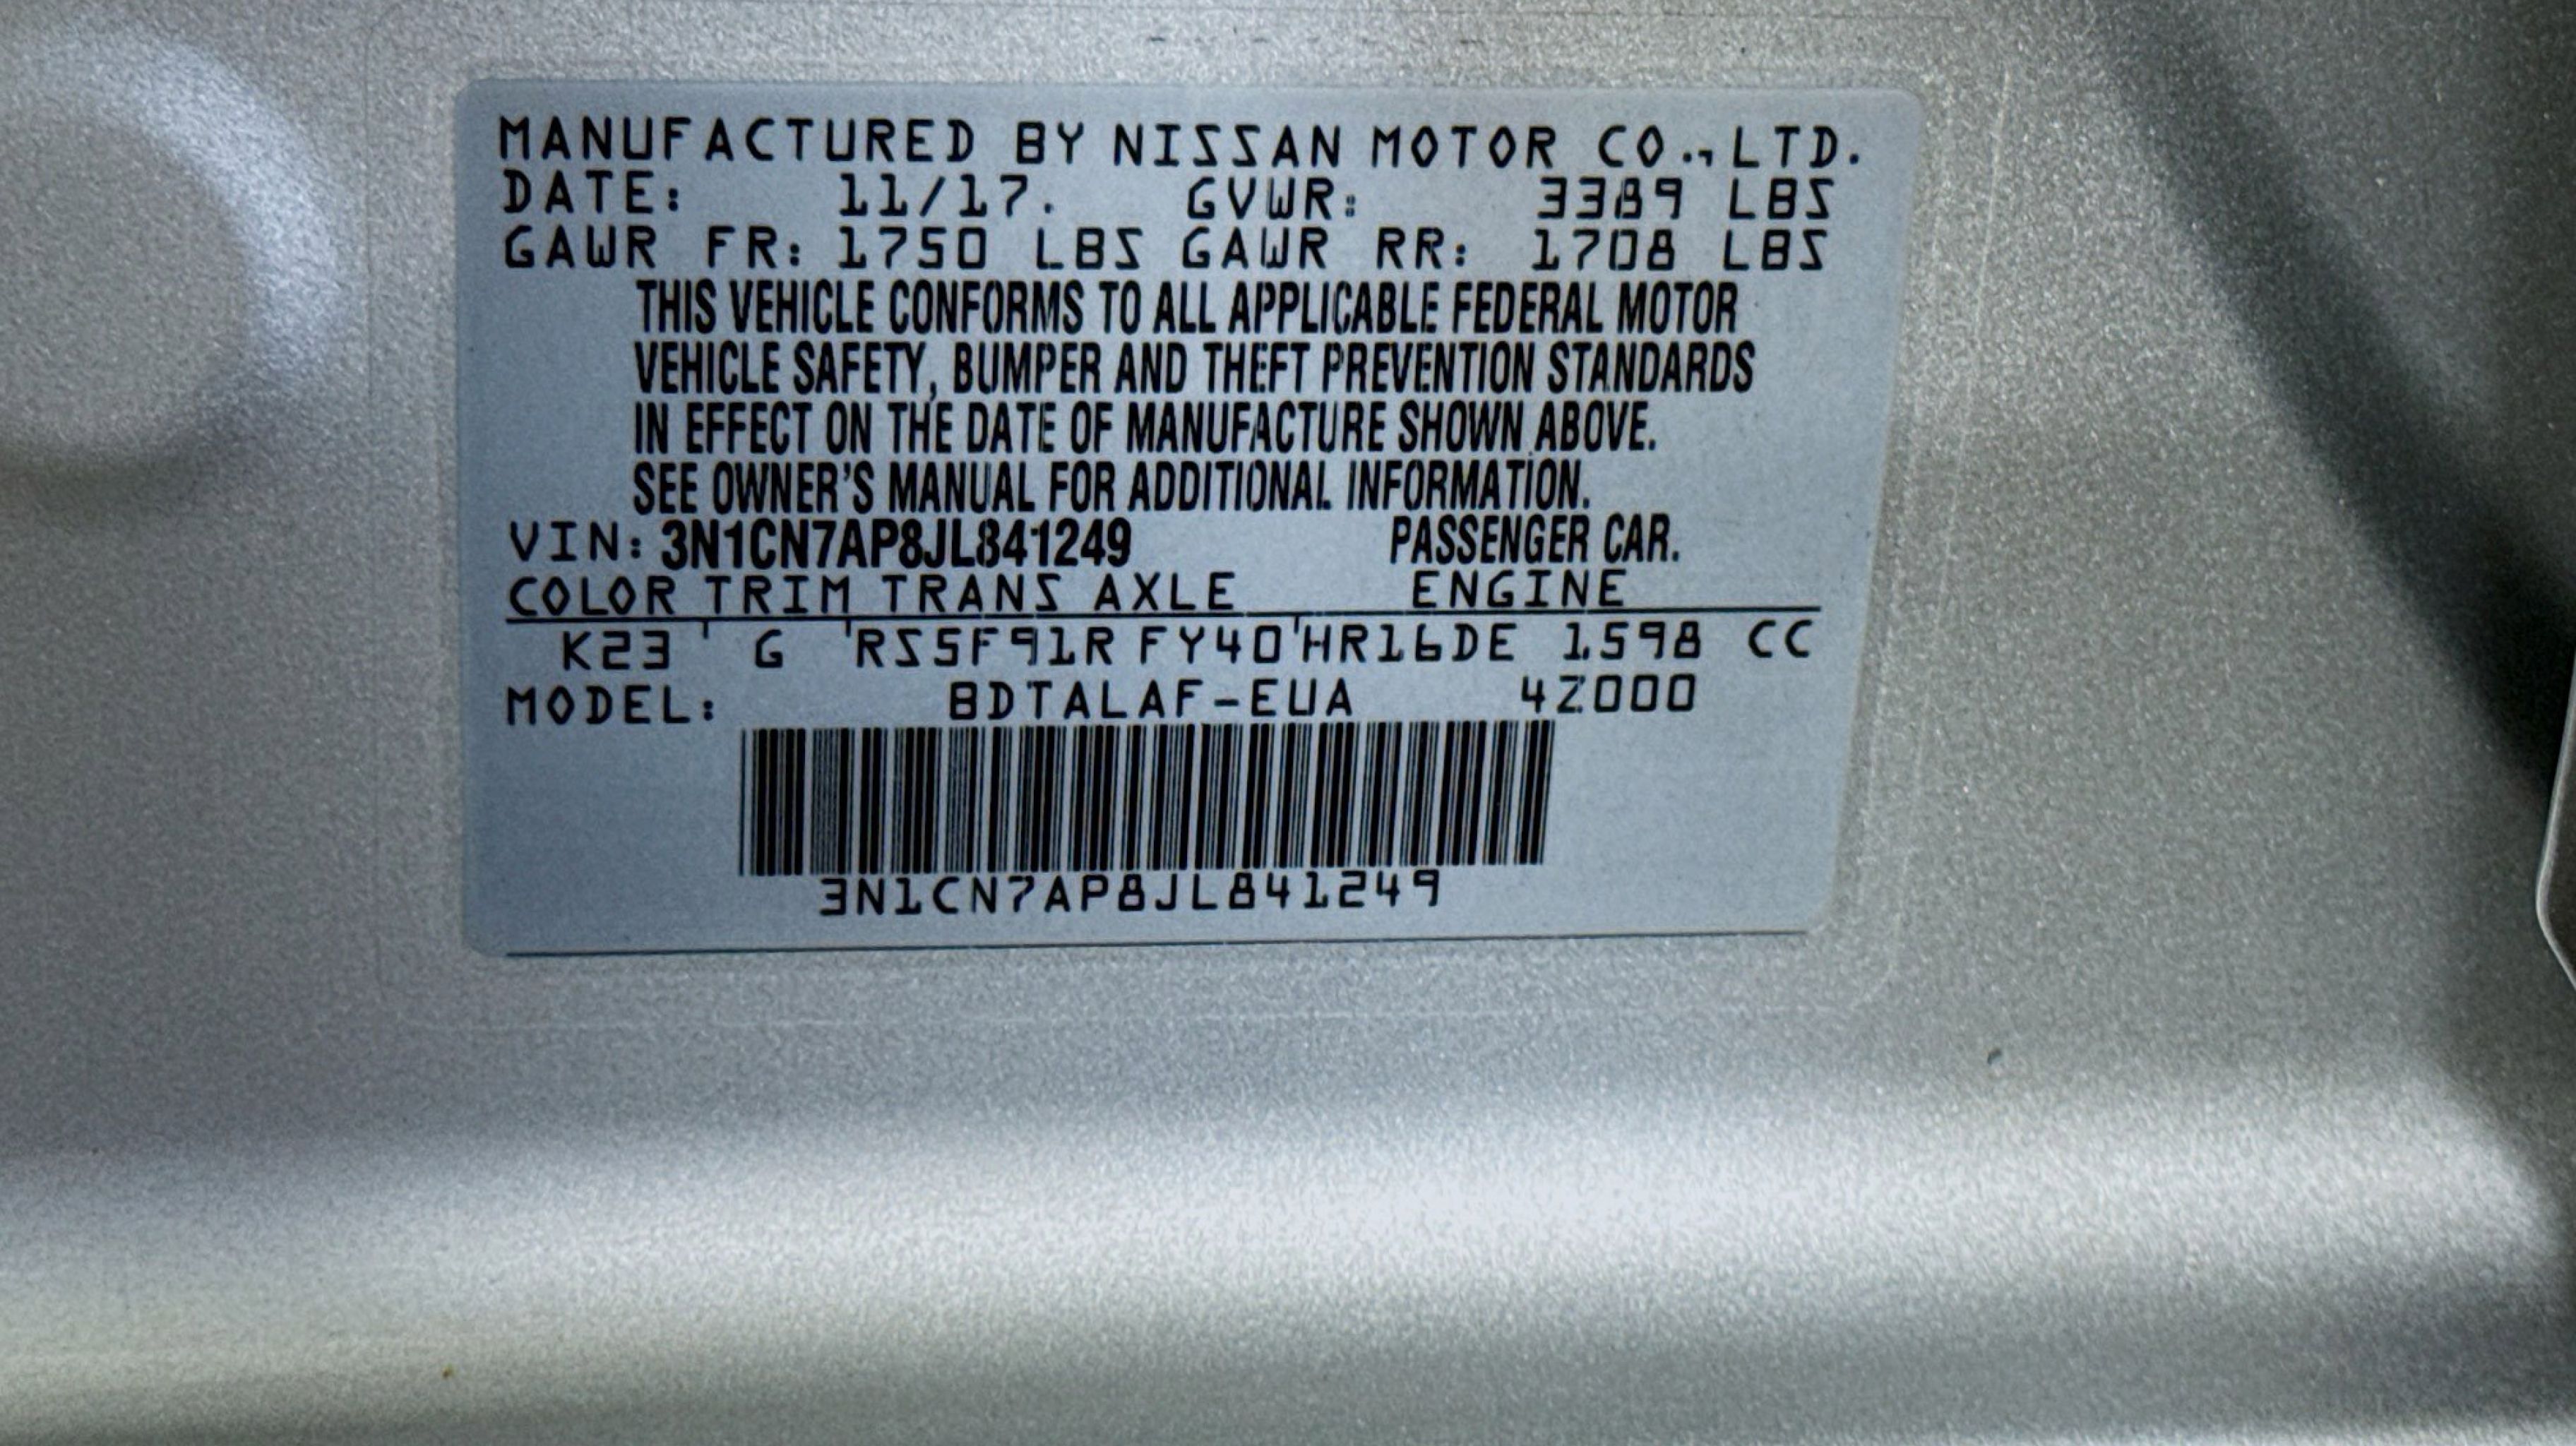 MANUFACTURED BY NISSAN MOTOR CO., LTD.
DATE: 11/17. GVWR: 3389 LBS
GAWR FR: 1750 LBS GAWR RR: 1708 LBS
THIS VEHICLE CONFORMS TO ALL APPLICABLE FEDERAL MOTOR
VEHICLE SAFETY, BUMPER AND THEFT PREVENTION STANDARDS
IN EFFECT ON THE DATE OF MANUFACTURE SHOWN ABOVE.
SEE OWNER'S MANUAL FOR ADDITIONAL INFORMATION.
VIN: 3N1CN7AP8JL841249 PASSENGER CAR.
COLOR TRIM TRANS AXLE ENGINE
K23 G RS5F91R FY40 HR16DE 1598 CC
MODEL: BDTALAF-EUA 4Z000
3N1CN7AP8JL841249